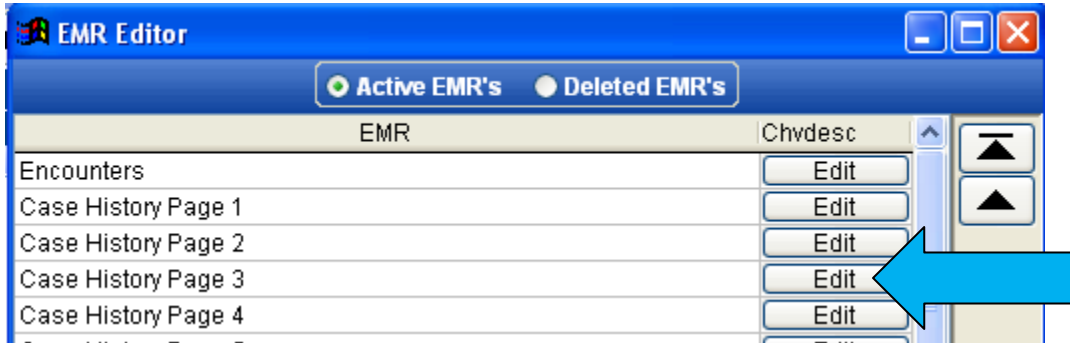 EMR Editor
Active EMR's Deleted EMR's
EMR Chvdesc
Encounters Edit
Case History Page 1 Edit
Case History Page 2 Edit
Case History Page 3 Edit
Case History Page 4 Edit